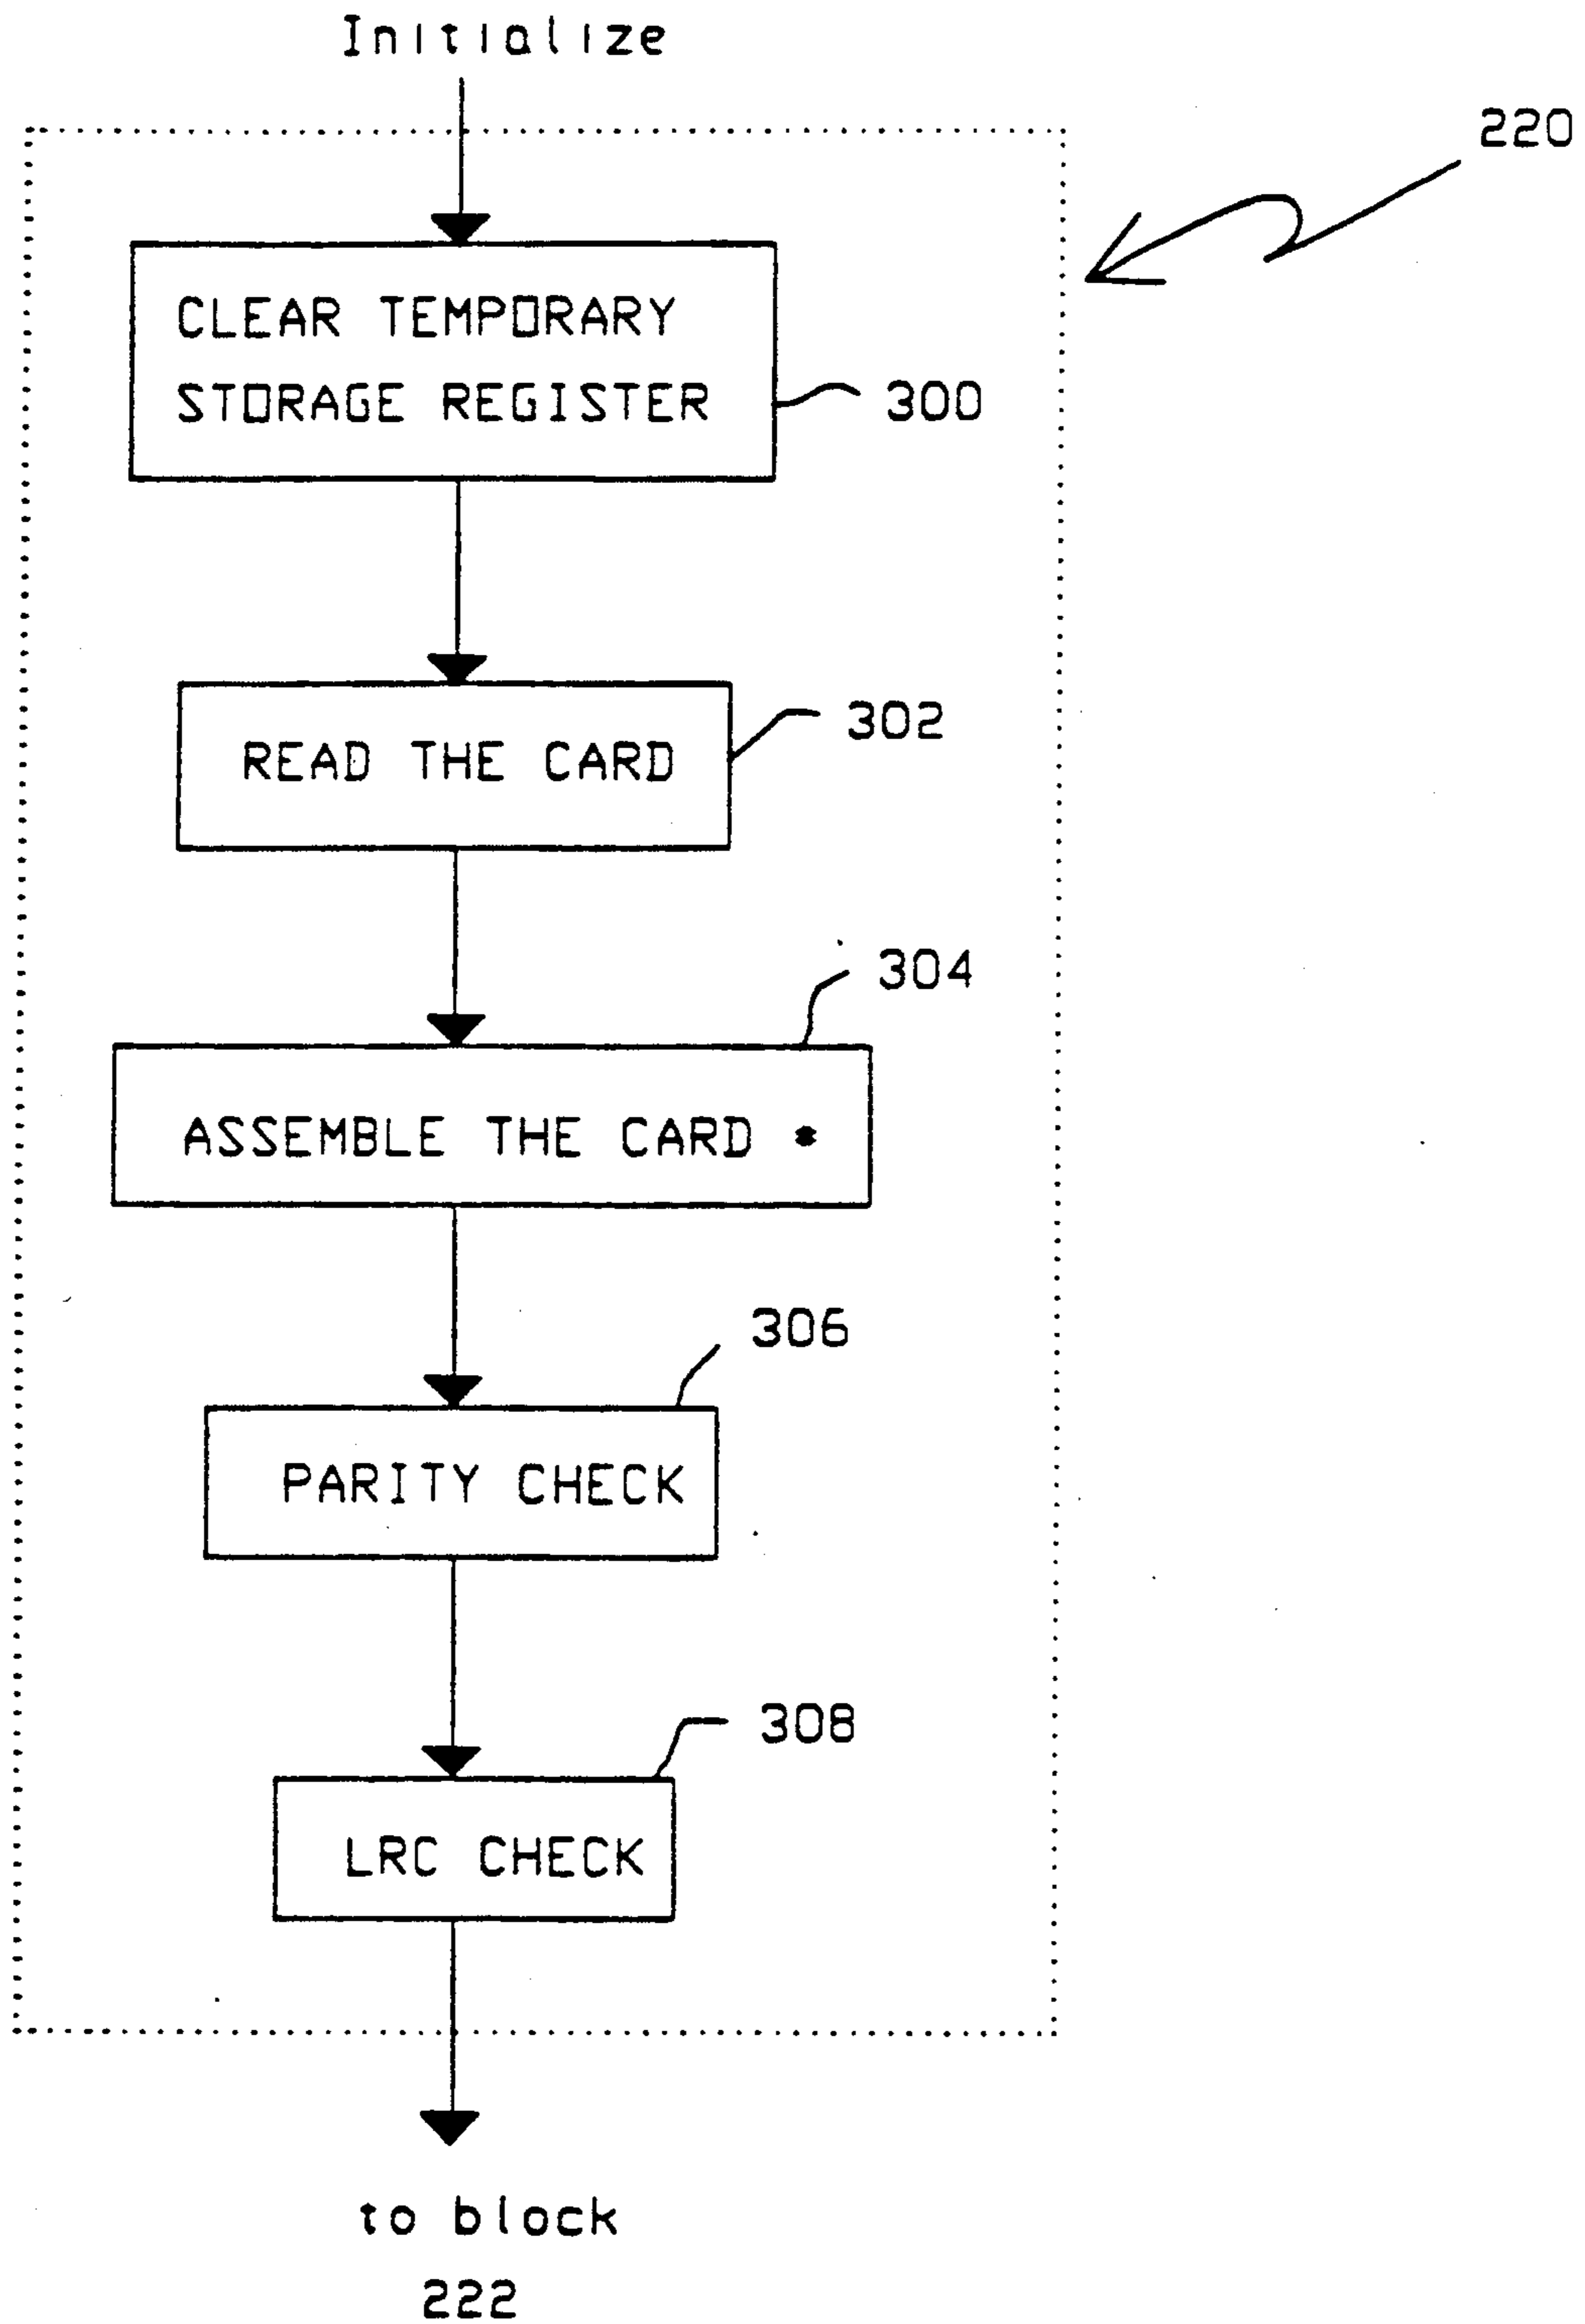 Initialize
220
CLEAR TEMPORARY
STORAGE REGISTER
300
302
READ THE CARD
304
ASSEMBLE THE CARD *
306
PARITY CHECK
308
LRC CHECK
to block
222